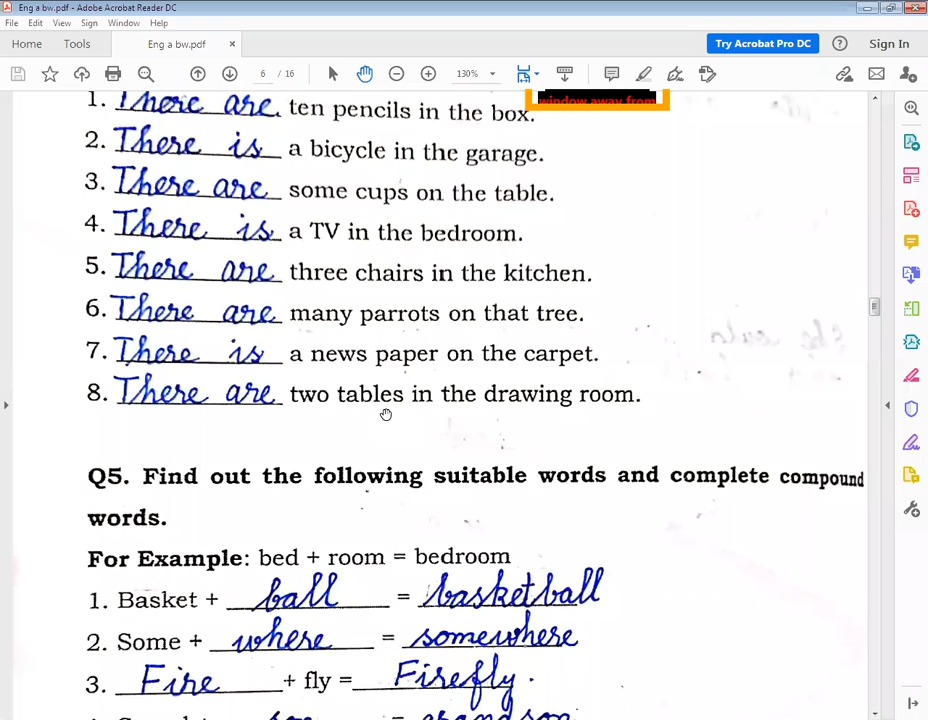 Eng a bw.pdf - Adobe Acrobat Reader DC
File Edit View Sign Window Help
Home Tools Eng a bw.pdf × Try Acrobat Pro DC Sign In
6 / 16 130%
window away from
1. There are ten pencils in the box.
2. There is a bicycle in the garage.
3. There are some cups on the table.
4. There is a TV in the bedroom.
5. There are three chairs in the kitchen.
6. There are many parrots on that tree.
7. There is a news paper on the carpet.
8. There are two tables in the drawing room.
Q5. Find out the following suitable words and complete compound
words.
For Example: bed + room = bedroom
1. Basket + ball = basketball
2. Some + where = somewhere
3. Fire + fly = Firefly.
son = grandson